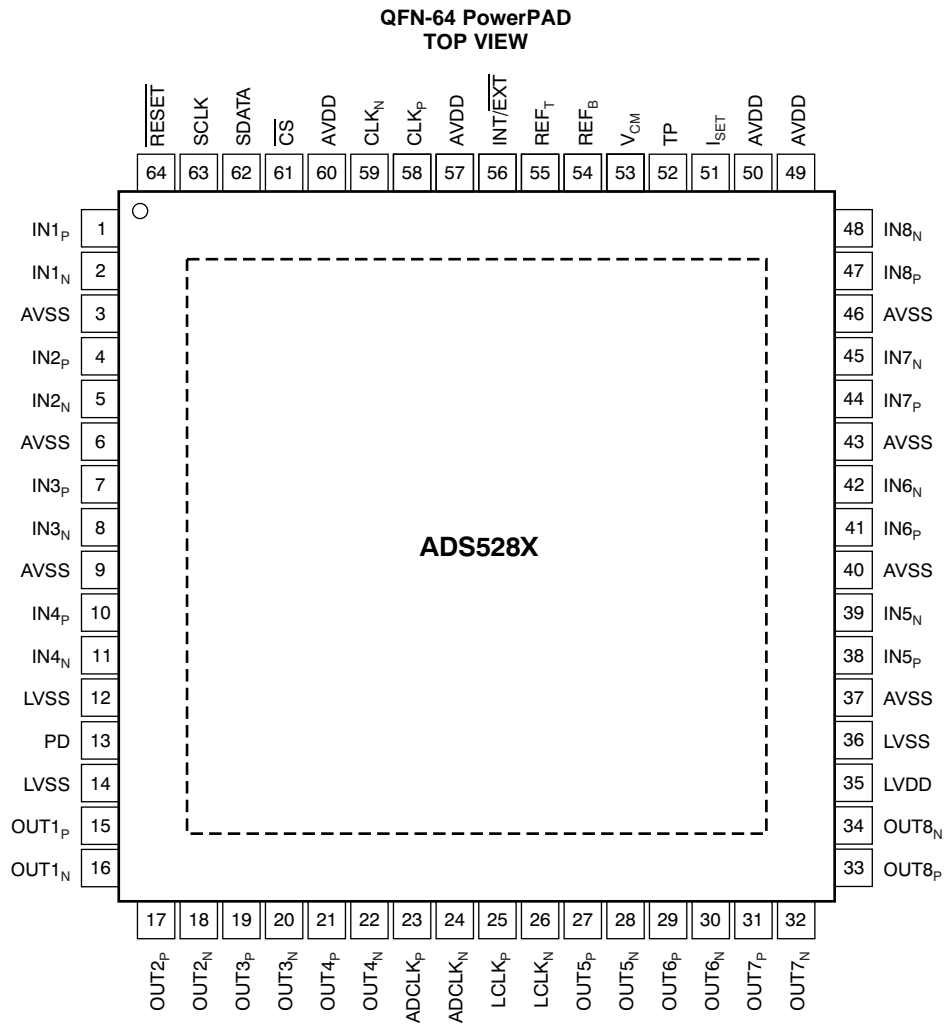 QFN-64 PowerPAD
TOP VIEW
RESET
SCLK
SDATA
CS
AVDD
CLKN
CLKP
AVDD
INT/EXT
REFT
REFB
VCM
TP
ISET
AVDD
AVDD
64 63 62 61 60 59 58 57 56 55 54 53 52 51 50 49
IN1P 1
IN1N 2
AVSS 3
IN2P 4
IN2N 5
AVSS 6
IN3P 7
IN3N 8
AVSS 9
IN4P 10
IN4N 11
LVSS 12
PD 13
LVSS 14
OUT1P 15
OUT1N 16
ADS528X
48 IN8N
47 IN8P
46 AVSS
45 IN7N
44 IN7P
43 AVSS
42 IN6N
41 IN6P
40 AVSS
39 IN5N
38 IN5P
37 AVSS
36 LVSS
35 LVDD
34 OUT8N
33 OUT8P
17 18 19 20 21 22 23 24 25 26 27 28 29 30 31 32
OUT2P
OUT2N
OUT3P
OUT3N
OUT4P
OUT4N
ADCLKP
ADCLKN
LCLKP
LCLKN
OUT5P
OUT5N
OUT6P
OUT6N
OUT7P
OUT7N